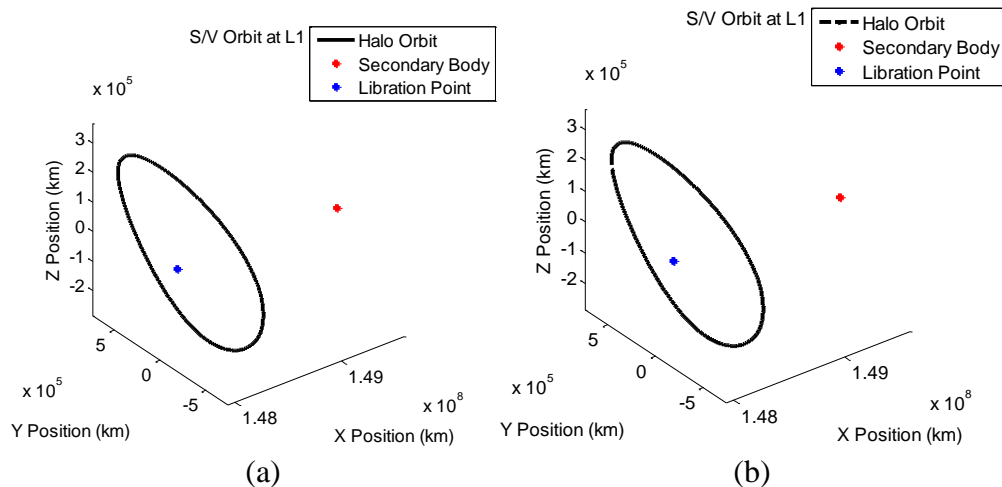 S/V Orbit at L1
Halo Orbit
Secondary Body
Libration Point
x 10^5
3
2
1
0
-1
-2
Z Position (km)
5
0
-5
x 10^5
Y Position (km)
1.48
1.49
x 10^8
X Position (km)
(a)
S/V Orbit at L1
Halo Orbit
Secondary Body
Libration Point
x 10^5
3
2
1
0
-1
-2
Z Position (km)
5
0
-5
x 10^5
Y Position (km)
1.48
1.49
x 10^8
X Position (km)
(b)